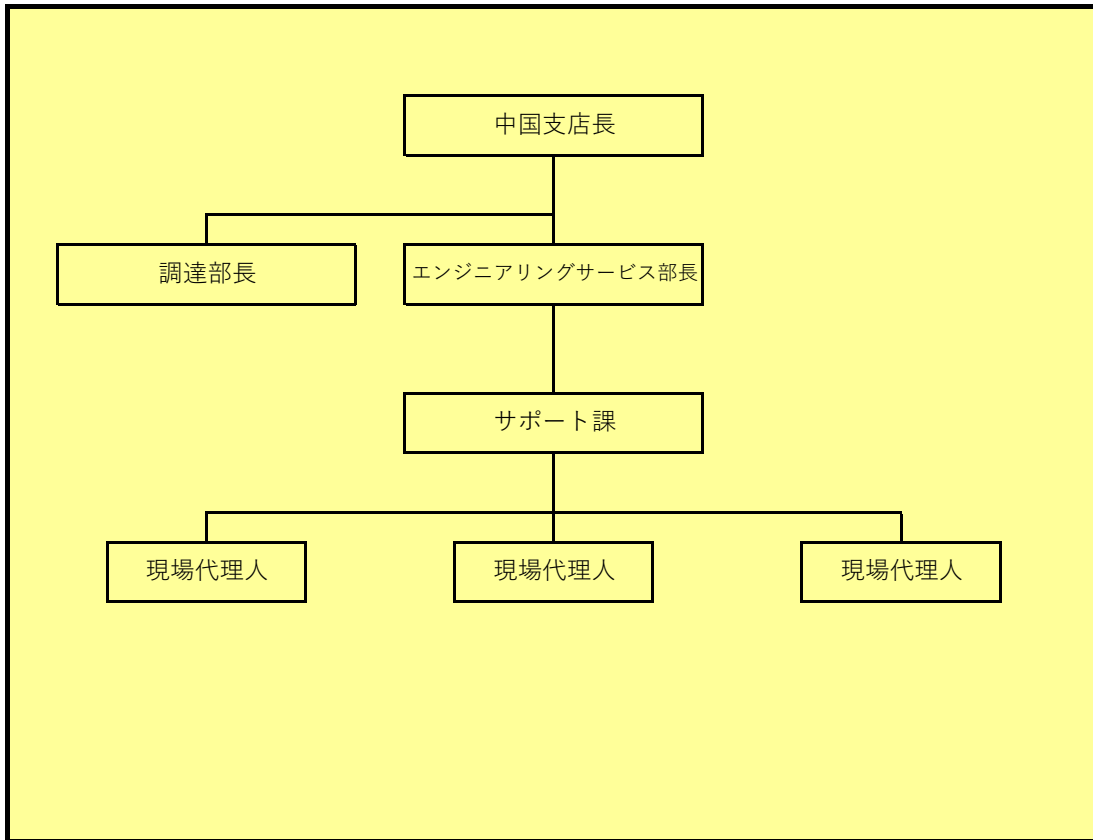 中国支店長
調達部長
エンジニアリングサービス部長
サポート課
現場代理人
現場代理人
現場代理人